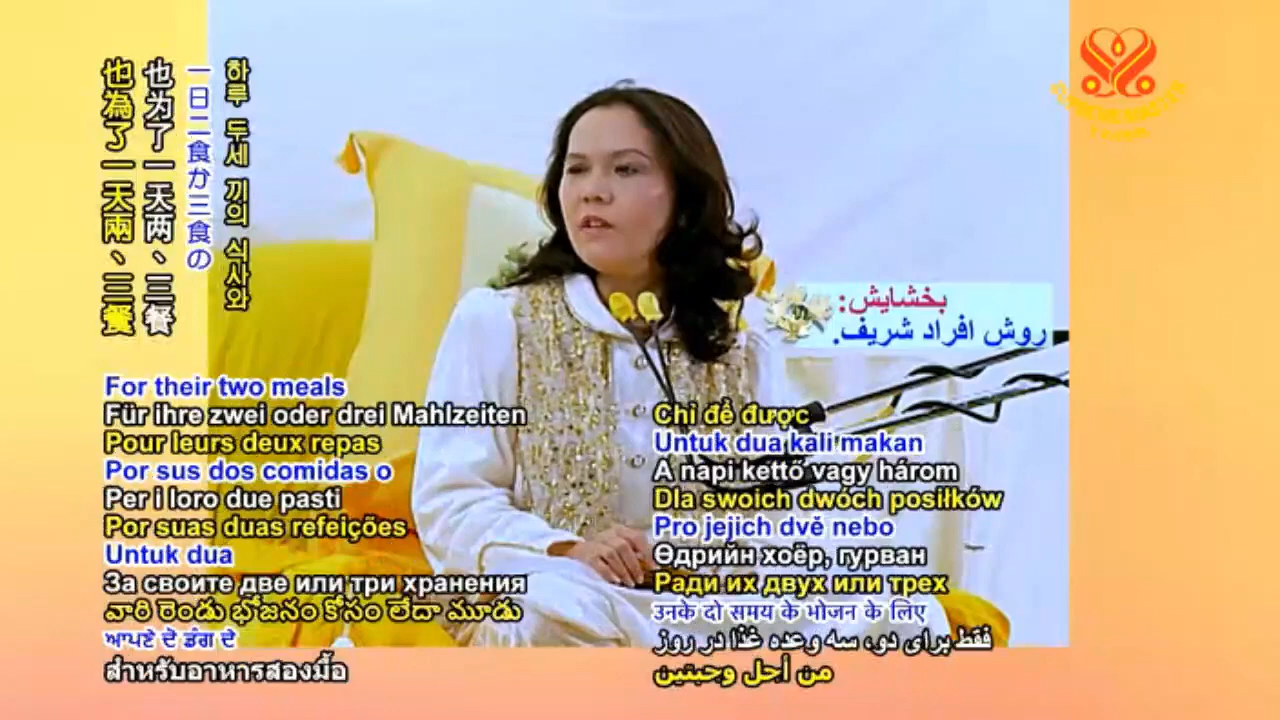 也為了一天兩、三餐
也为了一天两、三餐
一日二食か三食の
하루 두세 끼의 식사와
بخشایش:
روش افراد شریف.
For their two meals
Für ihre zwei oder drei Mahlzeiten
Pour leurs deux repas
Por sus dos comidas o
Per i loro due pasti
Por suas duas refeições
Untuk dua
За своите две или три хранения
వారి రెండు భోజనం కోసం లేదా మూడు
ਆਪਣੇ ਦੋ ਡੰਗ ਦੇ
สำหรับอาหารสองมื้อ
Chỉ để được
Untuk dua kali makan
A napi kettő vagy három
Dla swoich dwóch posiłków
Pro jejich dvě nebo
Өдрийн хоёр, гурван
Ради их двух или трех
उनके दो समय के भोजन के लिए
فقط برای دو، سه وعده غذا در روز
من أجل وجبتين